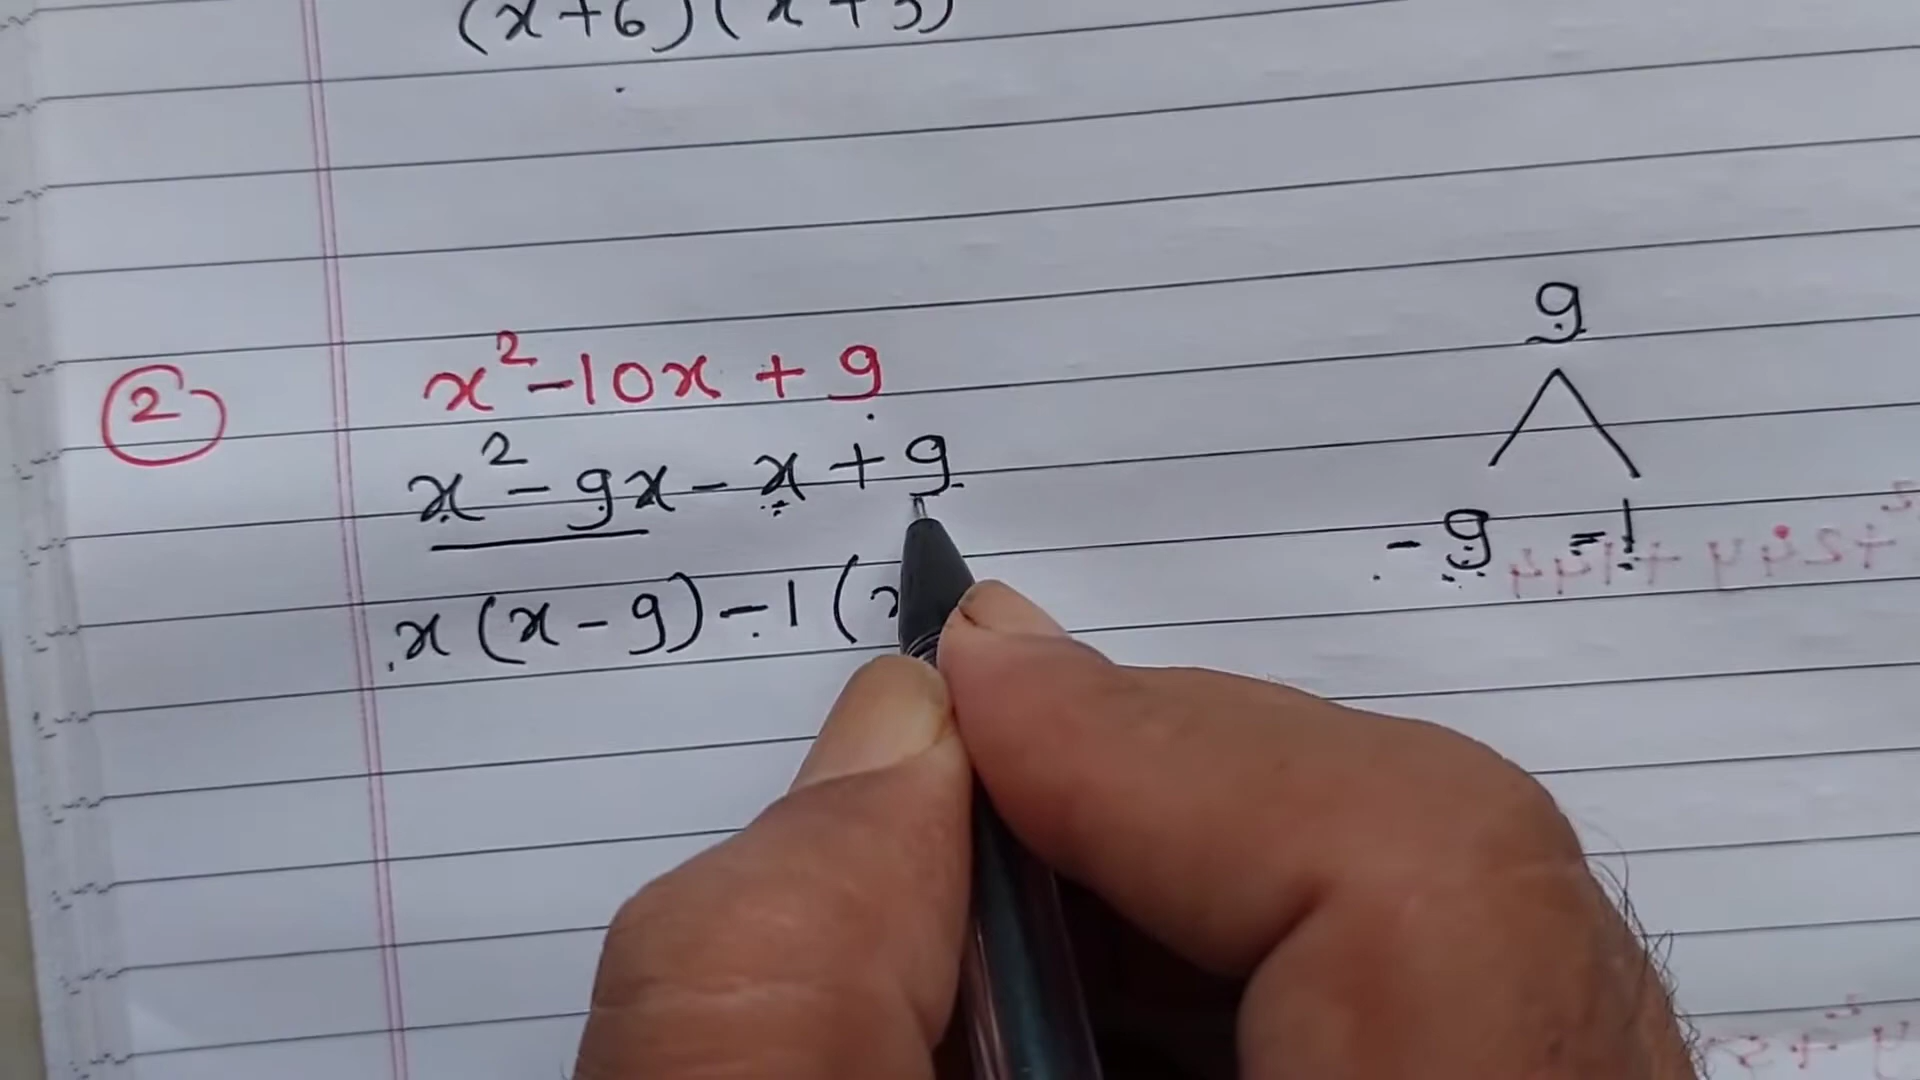 (x+6)(x+3)
② x² - 10x + 9
x² - 9x - x + 9
x(x - 9) - 1(x
9
- 9 - 1